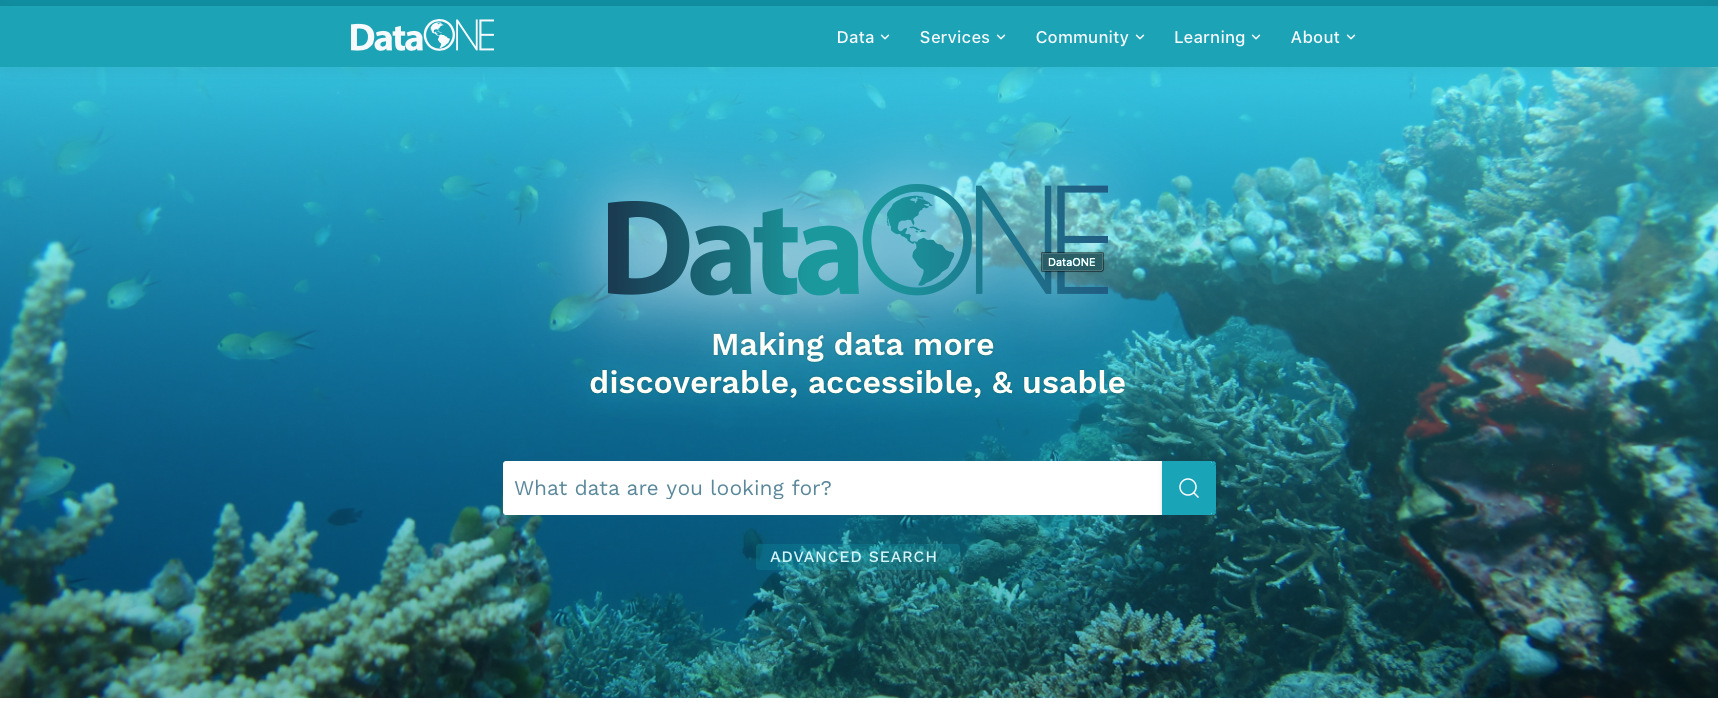 DataONE
Data
Services
Community
Learning
About
DataONE
DataONE
Making data more
discoverable, accessible, & usable
What data are you looking for?
ADVANCED SEARCH